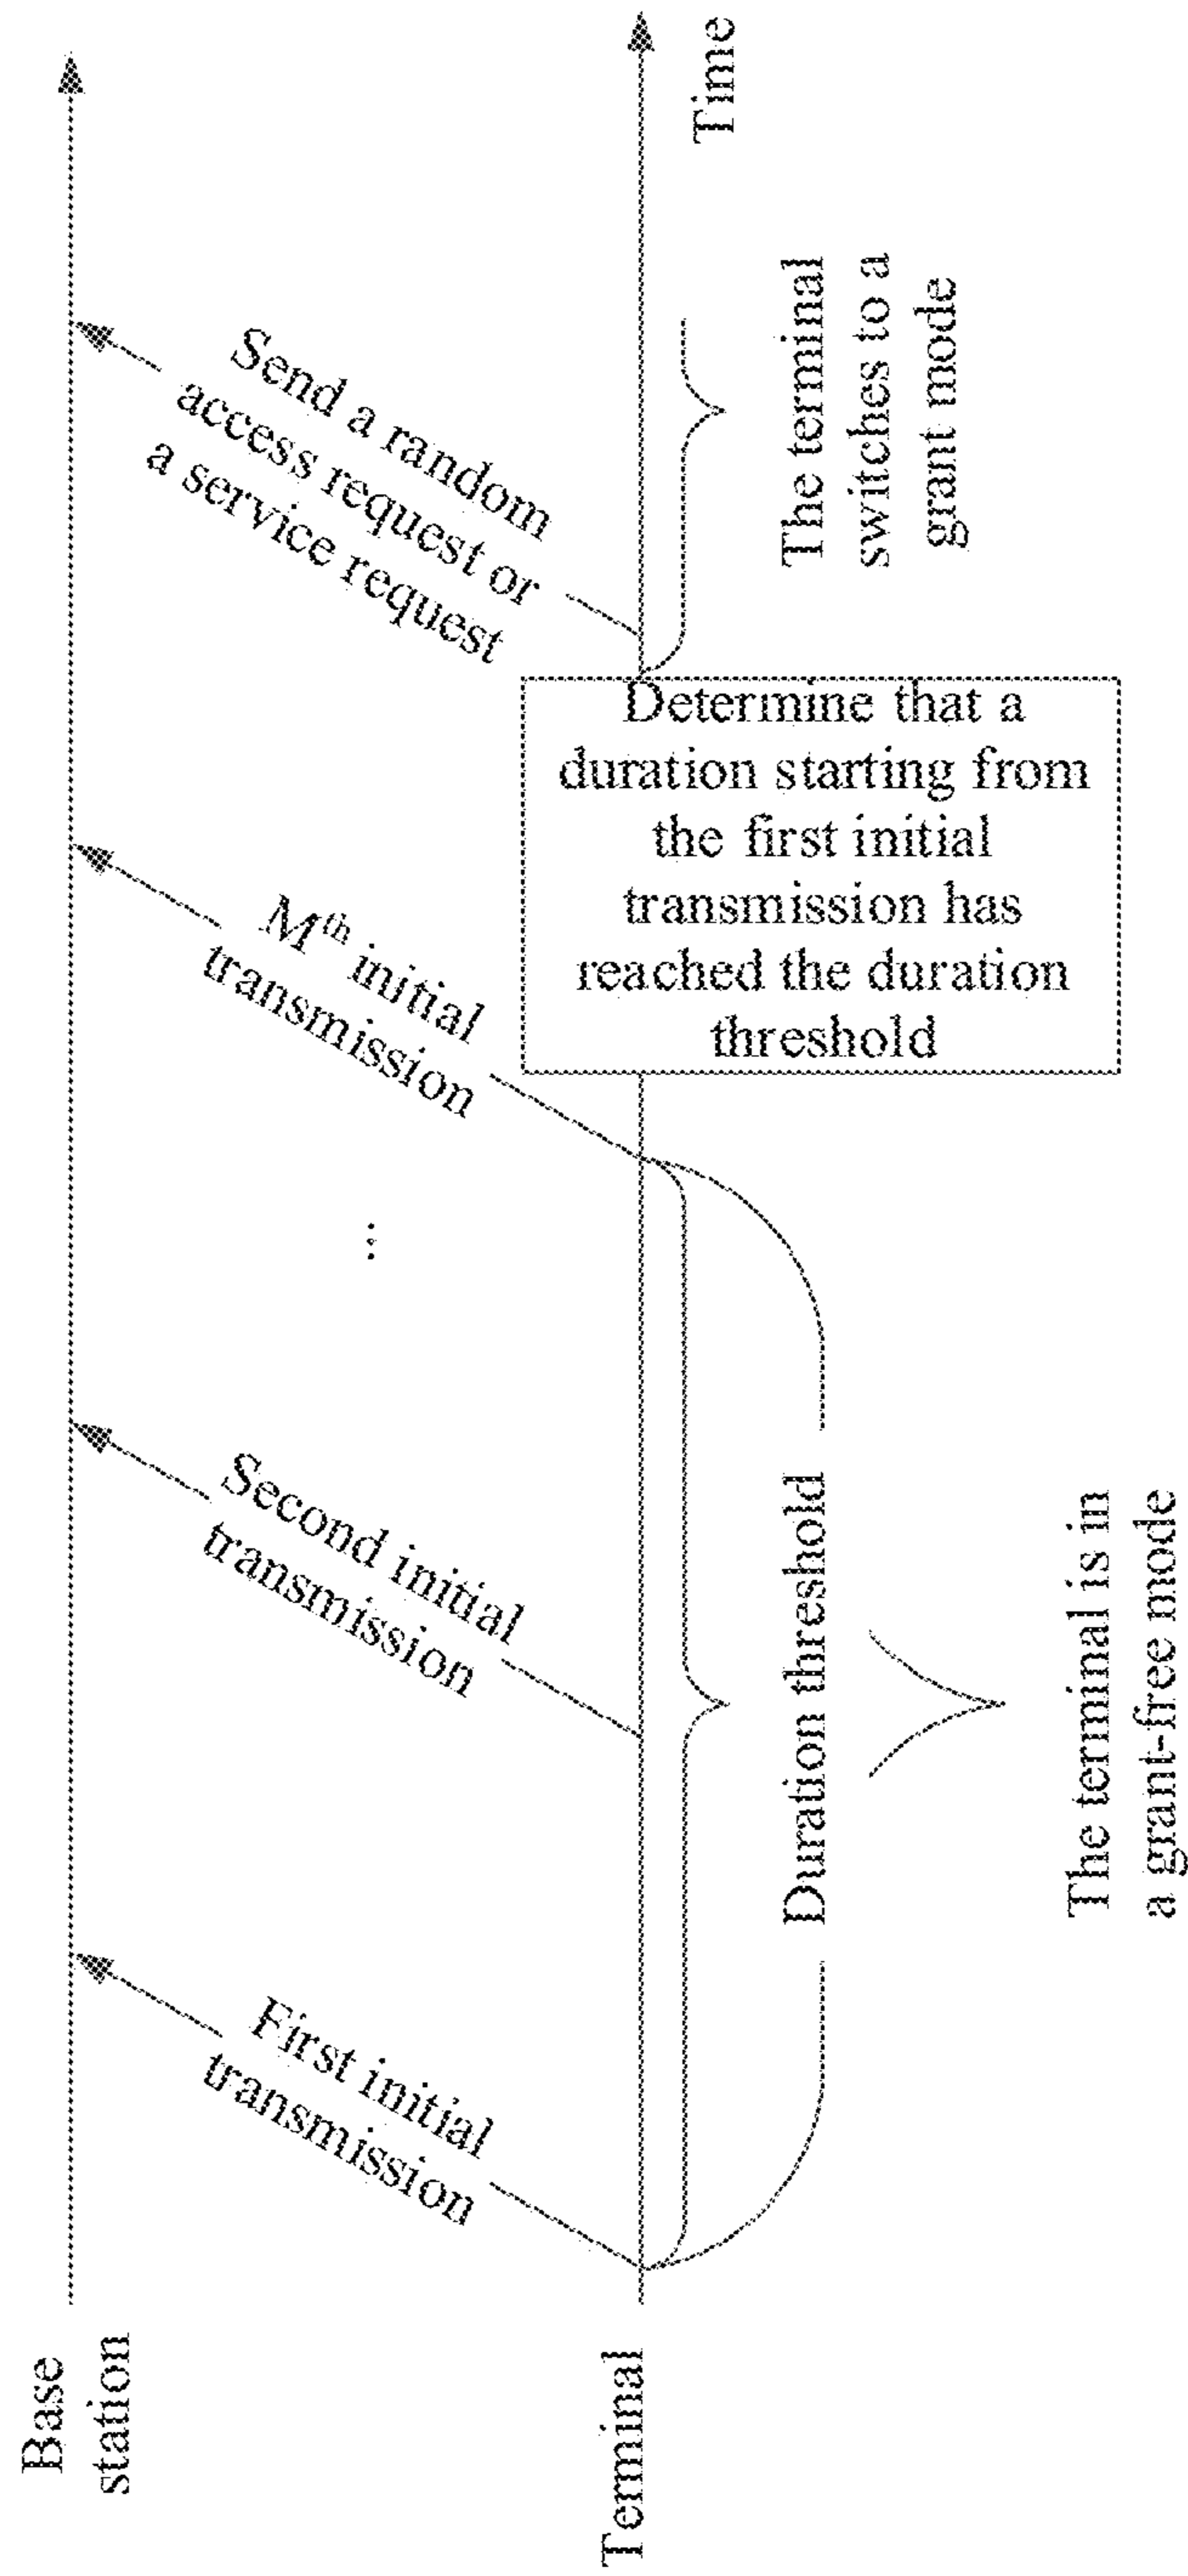 Base
station
Terminal
First initial
transmission
Second initial
transmission
...
Mth initial
transmission
Send a random
access request or
a service request
Determine that a
duration starting from
the first initial
transmission has
reached the duration
threshold
Time
Duration threshold
The terminal is in
a grant-free mode
The terminal
switches to a
grant mode